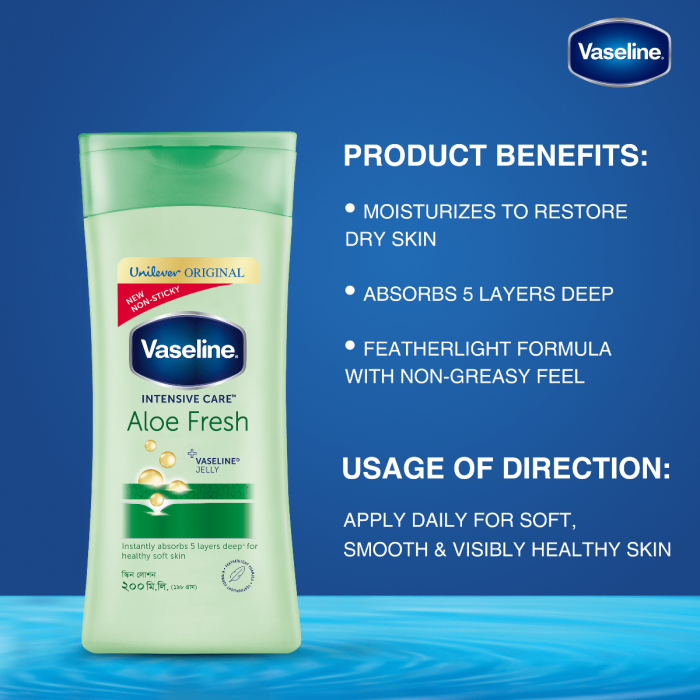 Vaseline®
PRODUCT BENEFITS:
• MOISTURIZES TO RESTORE
DRY SKIN
• ABSORBS 5 LAYERS DEEP
• FEATHERLIGHT FORMULA
WITH NON-GREASY FEEL
USAGE OF DIRECTION:
APPLY DAILY FOR SOFT,
SMOOTH & VISIBLY HEALTHY SKIN
Unilever ORIGINAL
NEW
NON-STICKY
Vaseline®
INTENSIVE CARE™
Aloe Fresh
VASELINE®
JELLY
Instantly absorbs 5 layers deep* for
healthy soft skin
স্কিন লোশন
২০০ মি.লি. (১৯৮ গ্রাম)